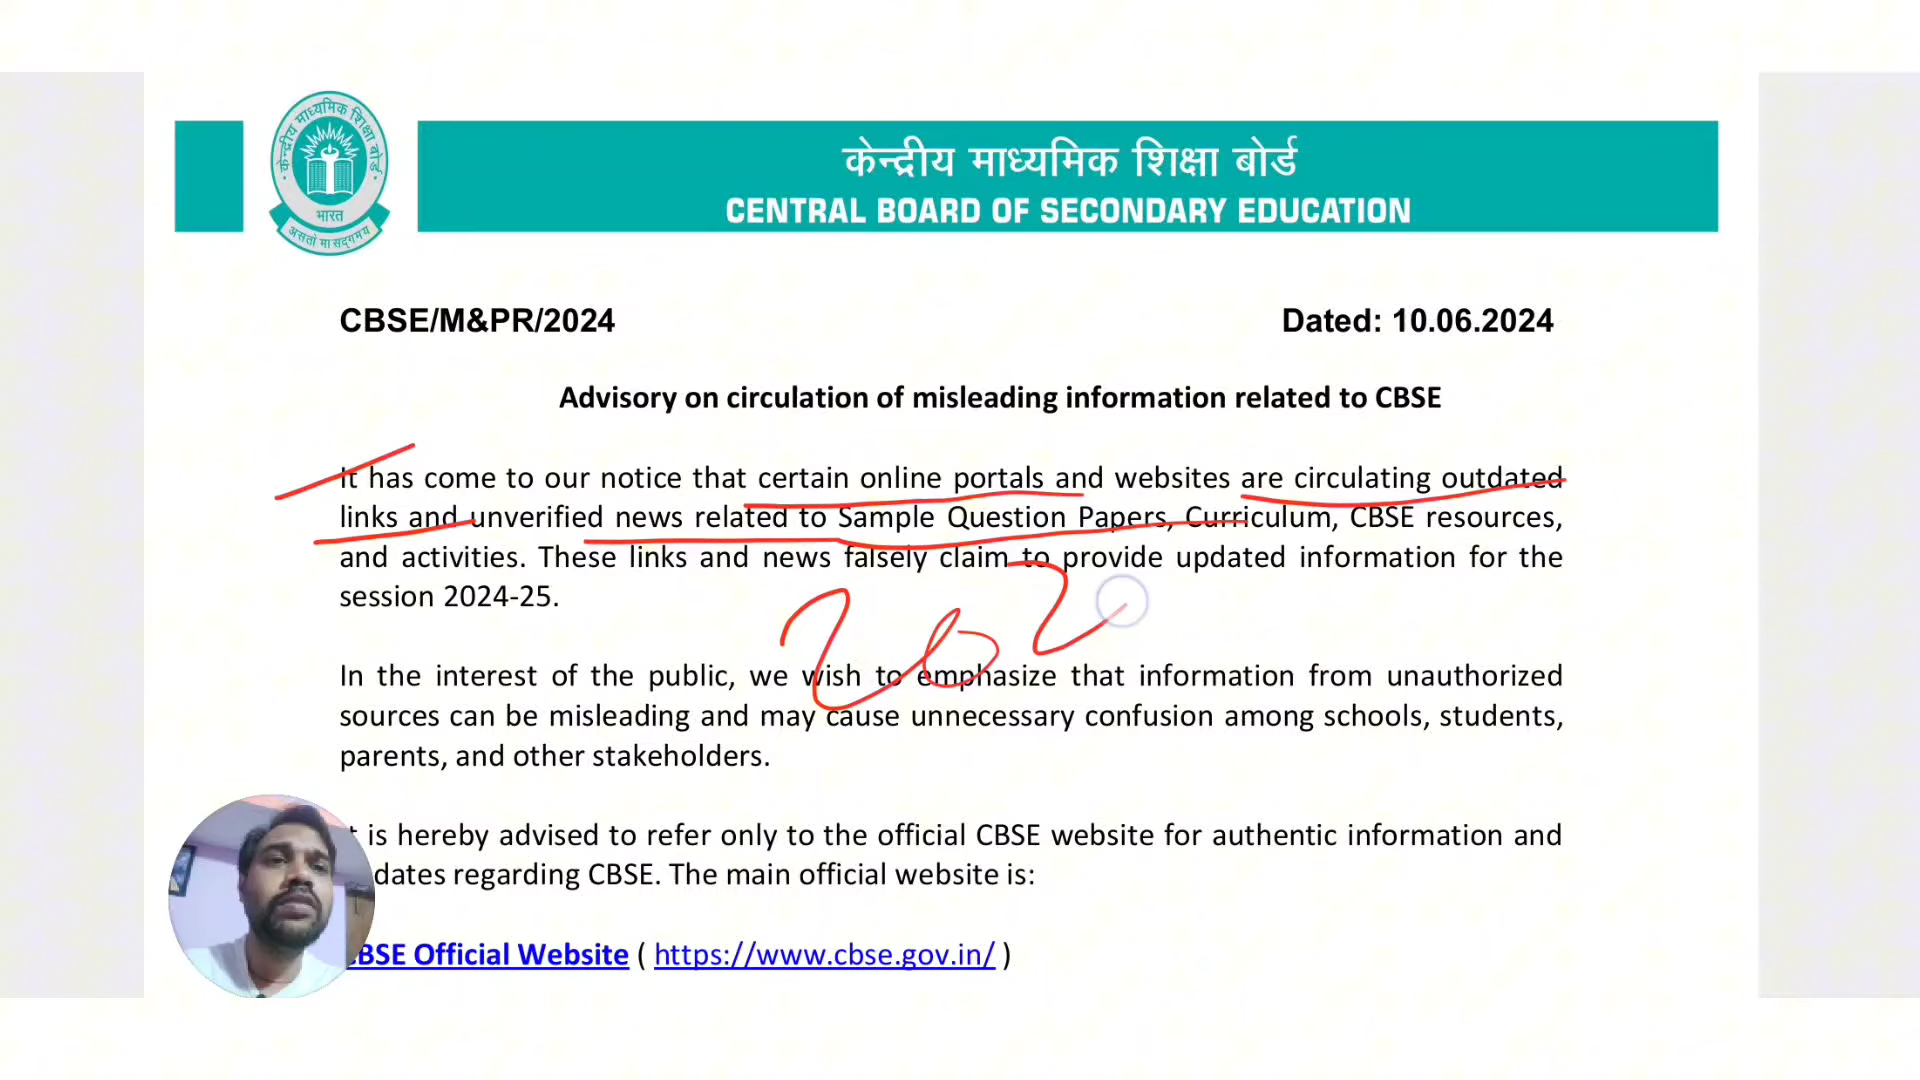 केन्द्रीय माध्यमिक शिक्षा बोर्ड
भारत
असतो मा सद्गमय
केन्द्रीय माध्यमिक शिक्षा बोर्ड
CENTRAL BOARD OF SECONDARY EDUCATION
CBSE/M&PR/2024 Dated: 10.06.2024
Advisory on circulation of misleading information related to CBSE
It has come to our notice that certain online portals and websites are circulating outdated
links and unverified news related to Sample Question Papers, Curriculum, CBSE resources,
and activities. These links and news falsely claim to provide updated information for the
session 2024-25.
202
In the interest of the public, we wish to emphasize that information from unauthorized
sources can be misleading and may cause unnecessary confusion among schools, students,
parents, and other stakeholders.
t is hereby advised to refer only to the official CBSE website for authentic information and
dates regarding CBSE. The main official website is:
BSE Official Website ( https://www.cbse.gov.in/ )